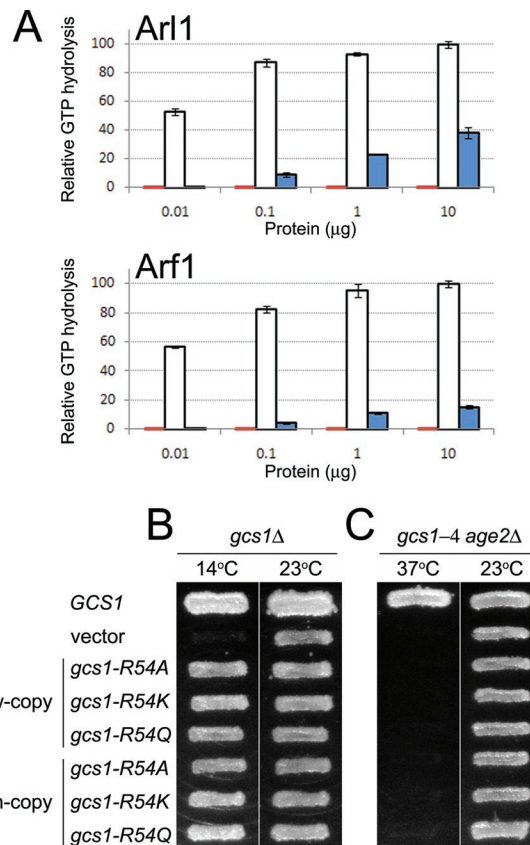 A
Arl1
Relative GTP hydrolysis
100
80
60
40
20
0
0.01 0.1 1 10
Protein (μg)
Arf1
Relative GTP hydrolysis
100
80
60
40
20
0
0.01 0.1 1 10
Protein (μg)
B C
gcs1Δ gcs1–4 age2Δ
14°C 23°C 37°C 23°C
GCS1
vector
gcs1-R54A
w-copy gcs1-R54K
gcs1-R54Q
gcs1-R54A
h-copy gcs1-R54K
gcs1-R54Q